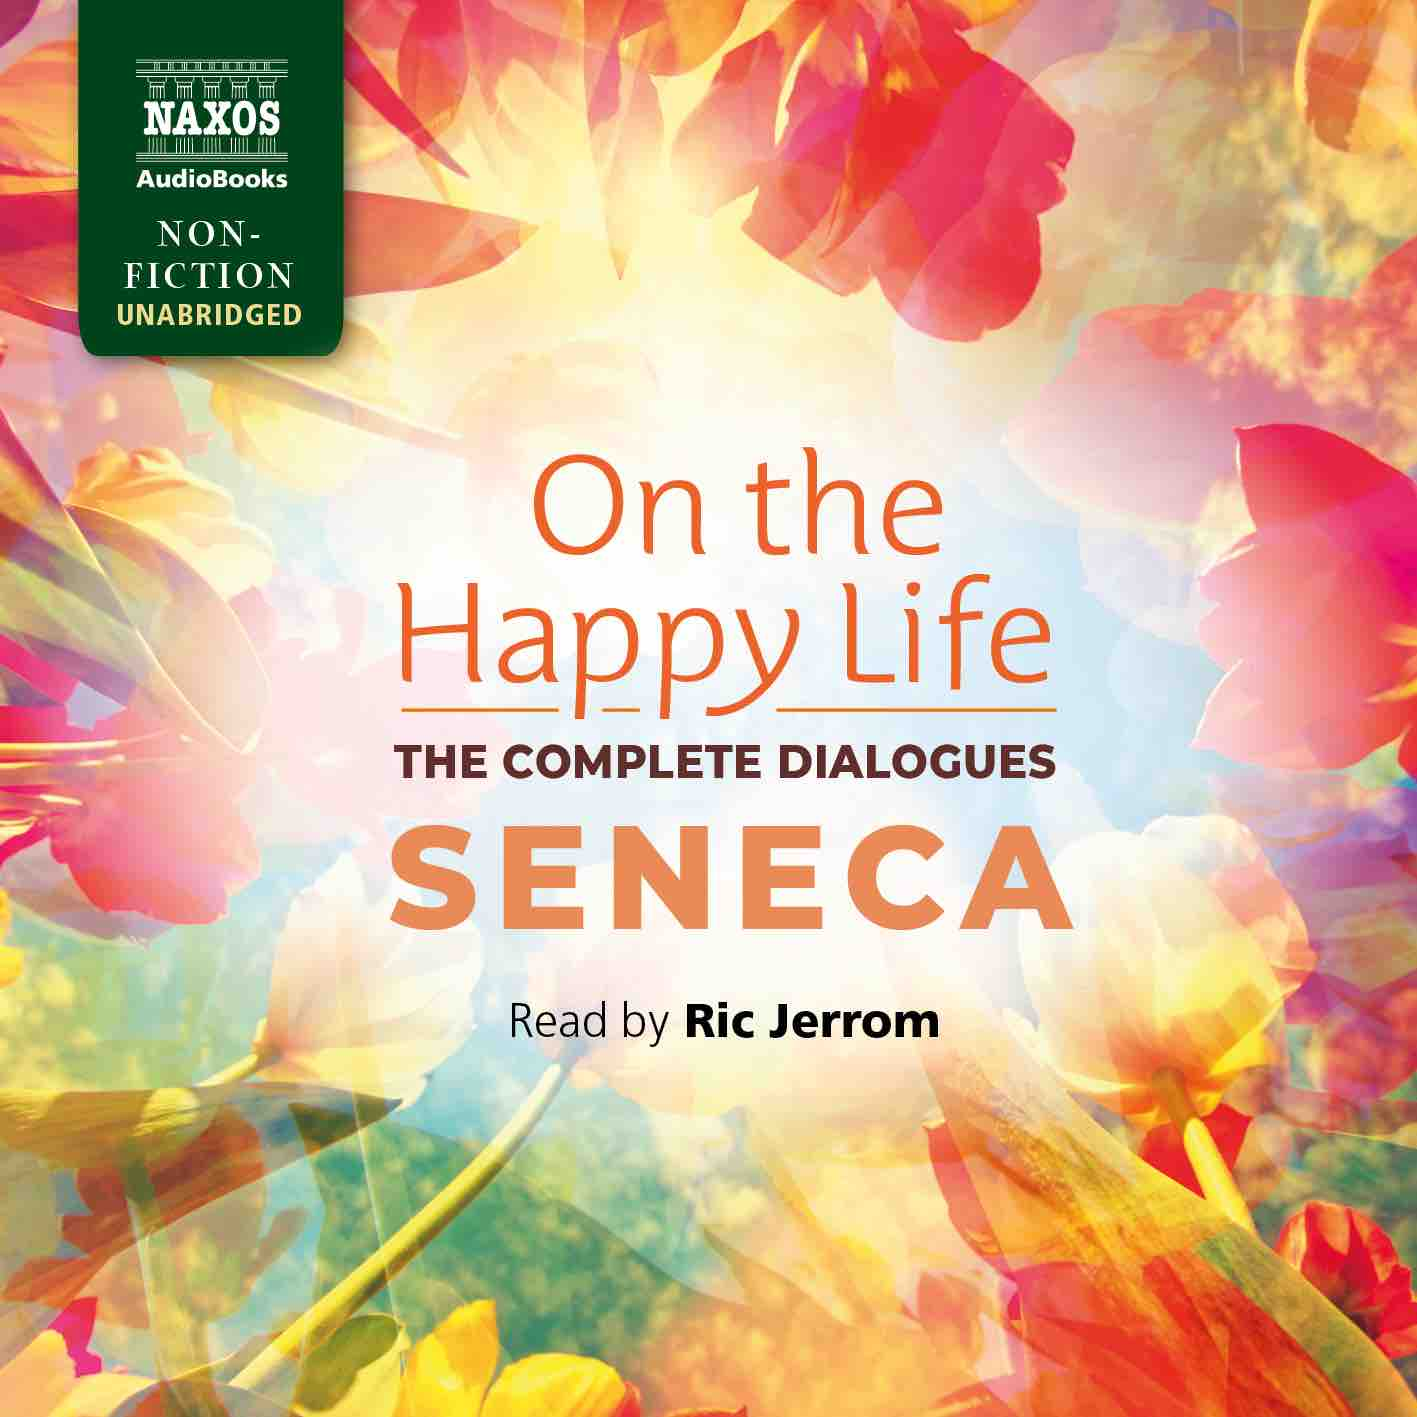 NAXOS
AudioBooks
NON-
FICTION
UNABRIDGED
On the
Happy Life
THE COMPLETE DIALOGUES
SENECA
Read by Ric Jerrom